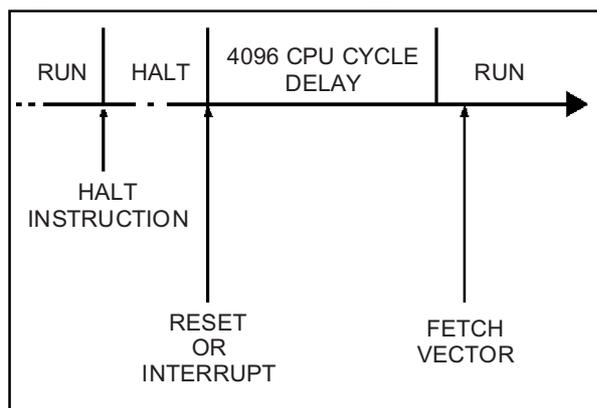 RUN
HALT
4096 CPU CYCLE
DELAY
RUN
HALT
INSTRUCTION
RESET
OR
INTERRUPT
FETCH
VECTOR